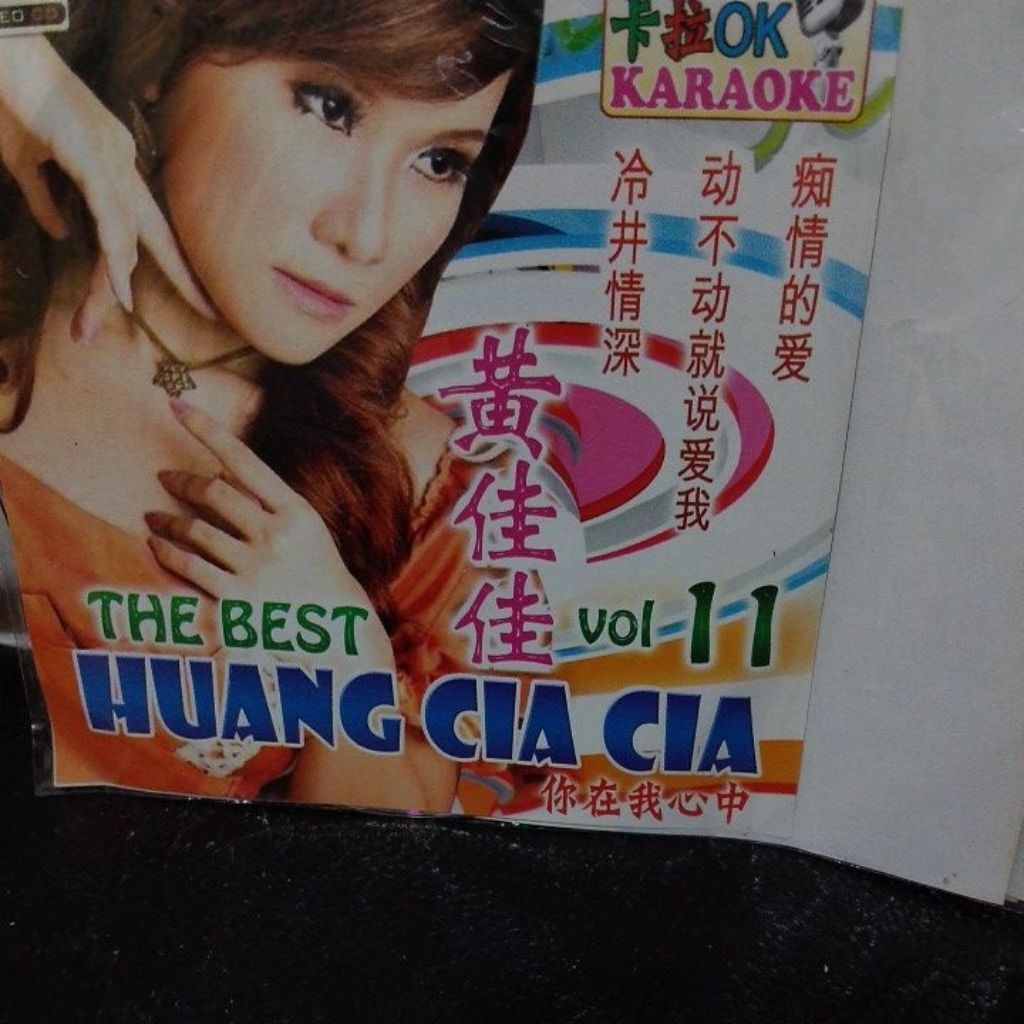 卡拉OK
KARAOKE
痴情的爱
动不动就说爱我
冷井情深
黄佳佳
THE BEST
vol 11
HUANG CIA CIA
你在我心中